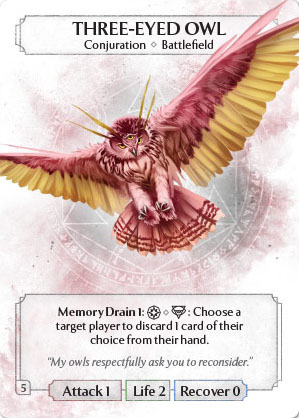 THREE-EYED OWL
Conjuration ◇ Battlefield
Memory Drain 1: ◇ : Choose a
target player to discard 1 card of their
choice from their hand.
"My owls respectfully ask you to reconsider."
5
Attack 1 Life 2 Recover 0